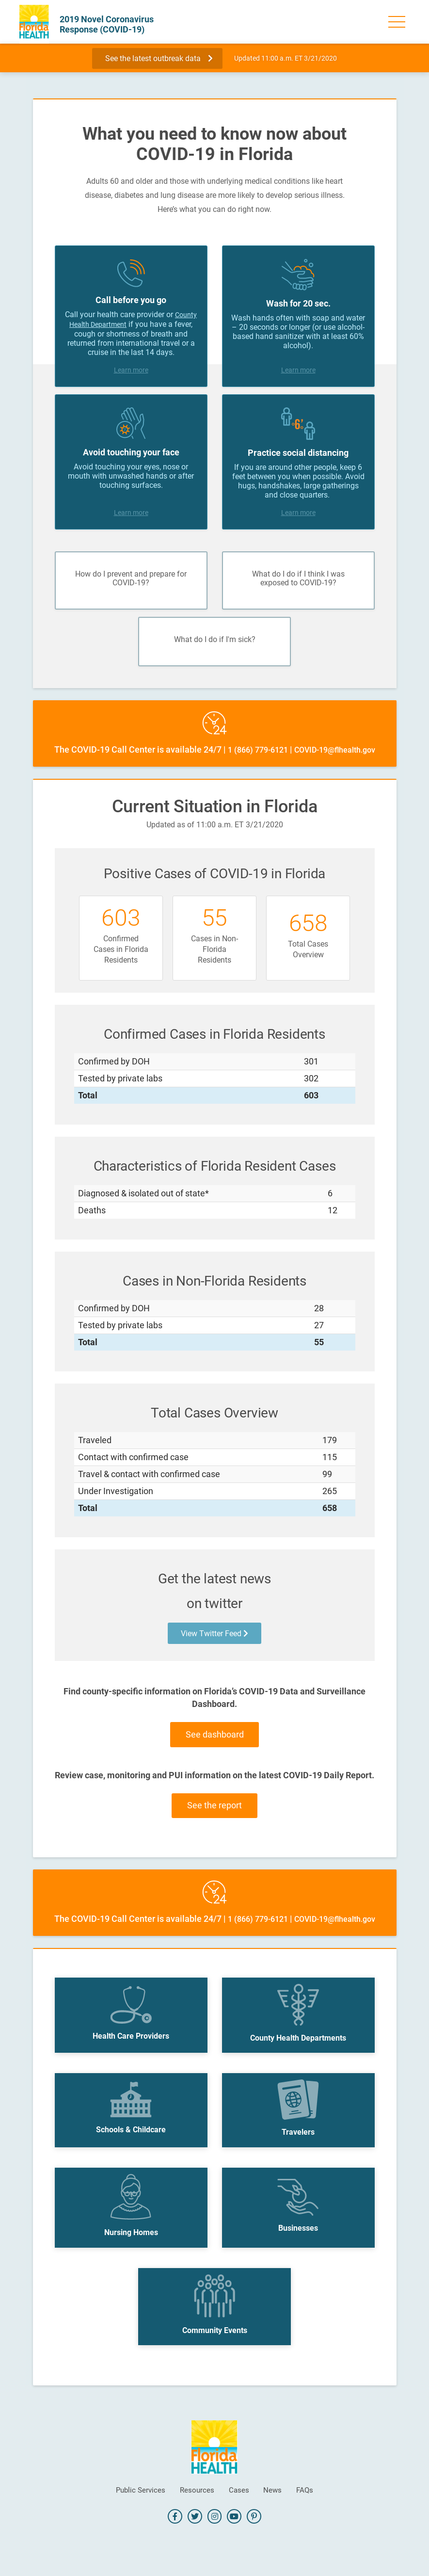 Florida
HEALTH
2019 Novel Coronavirus
Response (COVID-19)
See the latest outbreak data
Updated 11:00 a.m. ET 3/21/2020
What you need to know now about
COVID-19 in Florida
Adults 60 and older and those with underlying medical conditions like heart
disease, diabetes and lung disease are more likely to develop serious illness.
Here's what you can do right now.
Call before you go
Call your health care provider or County
Health Department if you have a fever,
cough or shortness of breath and
returned from international travel or a
cruise in the last 14 days.
Learn more
Wash for 20 sec.
Wash hands often with soap and water
– 20 seconds or longer (or use alcohol-
based hand sanitizer with at least 60%
alcohol).
Learn more
Avoid touching your face
Avoid touching your eyes, nose or
mouth with unwashed hands or after
touching surfaces.
Learn more
6'
Practice social distancing
If you are around other people, keep 6
feet between you when possible. Avoid
hugs, handshakes, large gatherings
and close quarters.
Learn more
How do I prevent and prepare for
COVID-19?
What do I do if I think I was
exposed to COVID-19?
What do I do if I'm sick?
24
The COVID-19 Call Center is available 24/7 | 1 (866) 779-6121 | COVID-19@flhealth.gov
Current Situation in Florida
Updated as of 11:00 a.m. ET 3/21/2020
Positive Cases of COVID-19 in Florida
603
Confirmed
Cases in Florida
Residents
55
Cases in Non-
Florida
Residents
658
Total Cases
Overview
Confirmed Cases in Florida Residents
Confirmed by DOH 301
Tested by private labs 302
Total 603
Characteristics of Florida Resident Cases
Diagnosed & isolated out of state* 6
Deaths 12
Cases in Non-Florida Residents
Confirmed by DOH 28
Tested by private labs 27
Total 55
Total Cases Overview
Traveled 179
Contact with confirmed case 115
Travel & contact with confirmed case 99
Under Investigation 265
Total 658
Get the latest news
on twitter
View Twitter Feed
Find county-specific information on Florida's COVID-19 Data and Surveillance
Dashboard.
See dashboard
Review case, monitoring and PUI information on the latest COVID-19 Daily Report.
See the report
24
The COVID-19 Call Center is available 24/7 | 1 (866) 779-6121 | COVID-19@flhealth.gov
Health Care Providers
County Health Departments
Schools & Childcare
Travelers
Nursing Homes
Businesses
Community Events
Florida
HEALTH
Public Services Resources Cases News FAQs